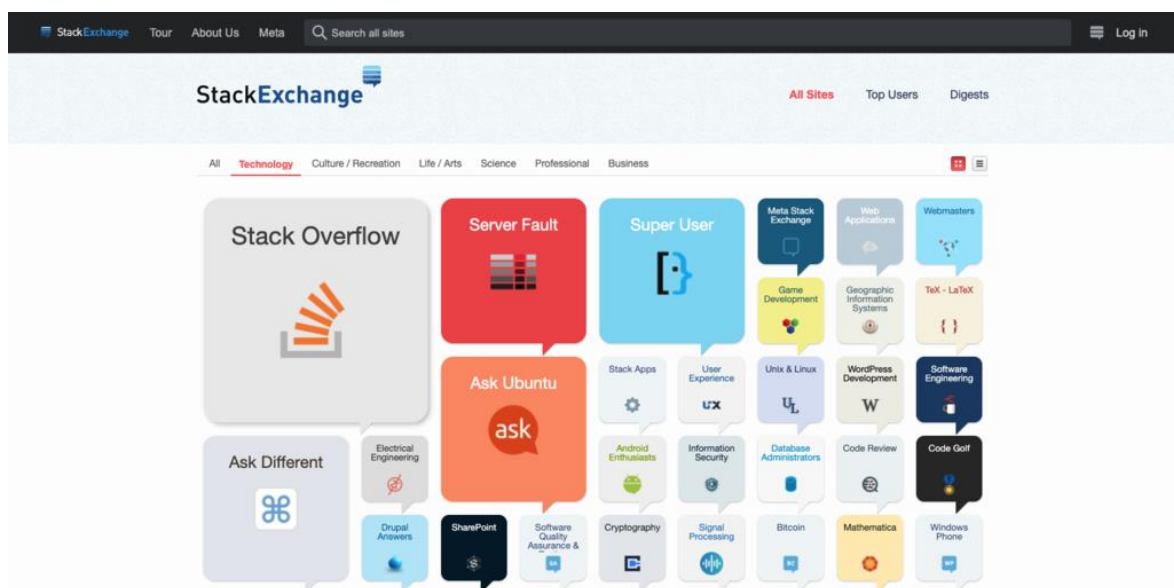 StackExchange Tour About Us Meta Search all sites Log in
StackExchange
All Sites Top Users Digests
All Technology Culture / Recreation Life / Arts Science Professional Business
Stack Overflow
Server Fault
Super User
Meta Stack
Exchange
Web
Applications
Webmasters
Game
Development
Geographic
Information
Systems
TeX - LaTeX
{ }
Ask Ubuntu
ask
Stack Apps
User
Experience
UX
Unix & Linux
UL
WordPress
Development
W
Software
Engineering
Ask Different
Electrical
Engineering
Android
Enthusiasts
Information
Security
Database
Administrators
Code Review
Code Golf
Drupal
Answers
SharePoint
Software
Quality
Assurance &
Cryptography
Signal
Processing
Bitcoin
Mathematica
Windows
Phone